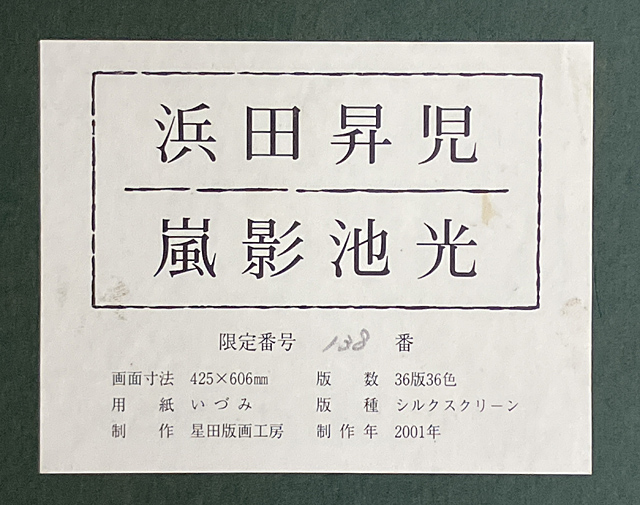 浜田昇児
嵐影池光
限定番号 138 番
画面寸法 425×606㎜ 版数 36版36色
用紙 いづみ 版種 シルクスクリーン
制作 星田版画工房 制作年 2001年